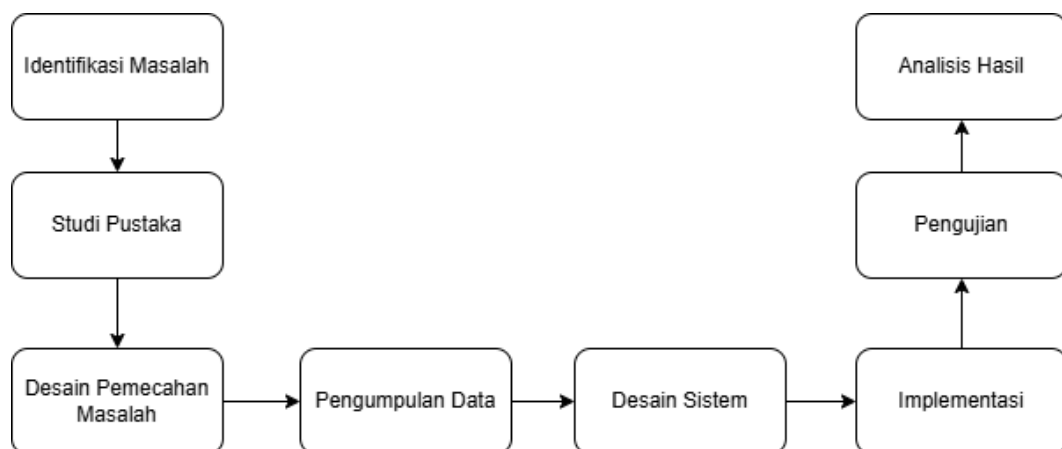 Identifikasi Masalah
Studi Pustaka
Desain Pemecahan
Masalah
Pengumpulan Data
Desain Sistem
Implementasi
Pengujian
Analisis Hasil